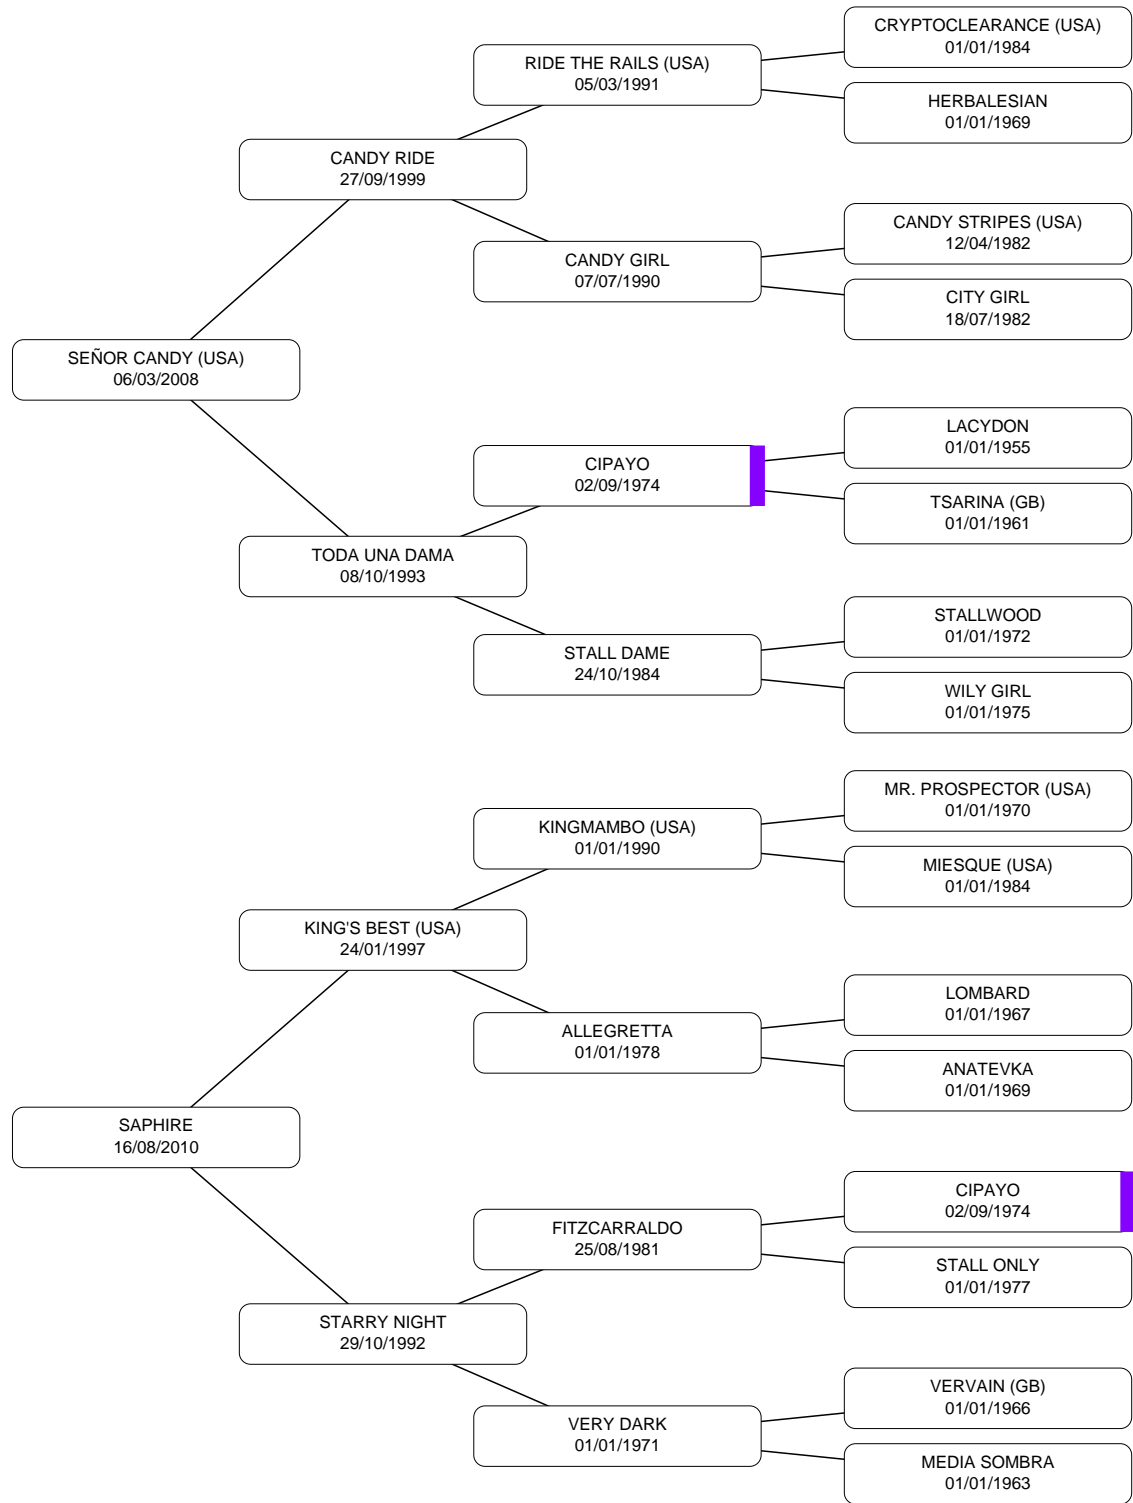 CRYPTOCLEARANCE (USA)
01/01/1984
RIDE THE RAILS (USA)
05/03/1991
HERBALESIAN
01/01/1969
CANDY RIDE
27/09/1999
CANDY STRIPES (USA)
12/04/1982
CANDY GIRL
07/07/1990
CITY GIRL
18/07/1982
SEÑOR CANDY (USA)
06/03/2008
LACYDON
01/01/1955
CIPAYO
02/09/1974
TSARINA (GB)
01/01/1961
TODA UNA DAMA
08/10/1993
STALLWOOD
01/01/1972
STALL DAME
24/10/1984
WILY GIRL
01/01/1975
MR. PROSPECTOR (USA)
01/01/1970
KINGMAMBO (USA)
01/01/1990
MIESQUE (USA)
01/01/1984
KING'S BEST (USA)
24/01/1997
LOMBARD
01/01/1967
ALLEGRETTA
01/01/1978
ANATEVKA
01/01/1969
SAPHIRE
16/08/2010
CIPAYO
02/09/1974
FITZCARRALDO
25/08/1981
STALL ONLY
01/01/1977
STARRY NIGHT
29/10/1992
VERVAIN (GB)
01/01/1966
VERY DARK
01/01/1971
MEDIA SOMBRA
01/01/1963